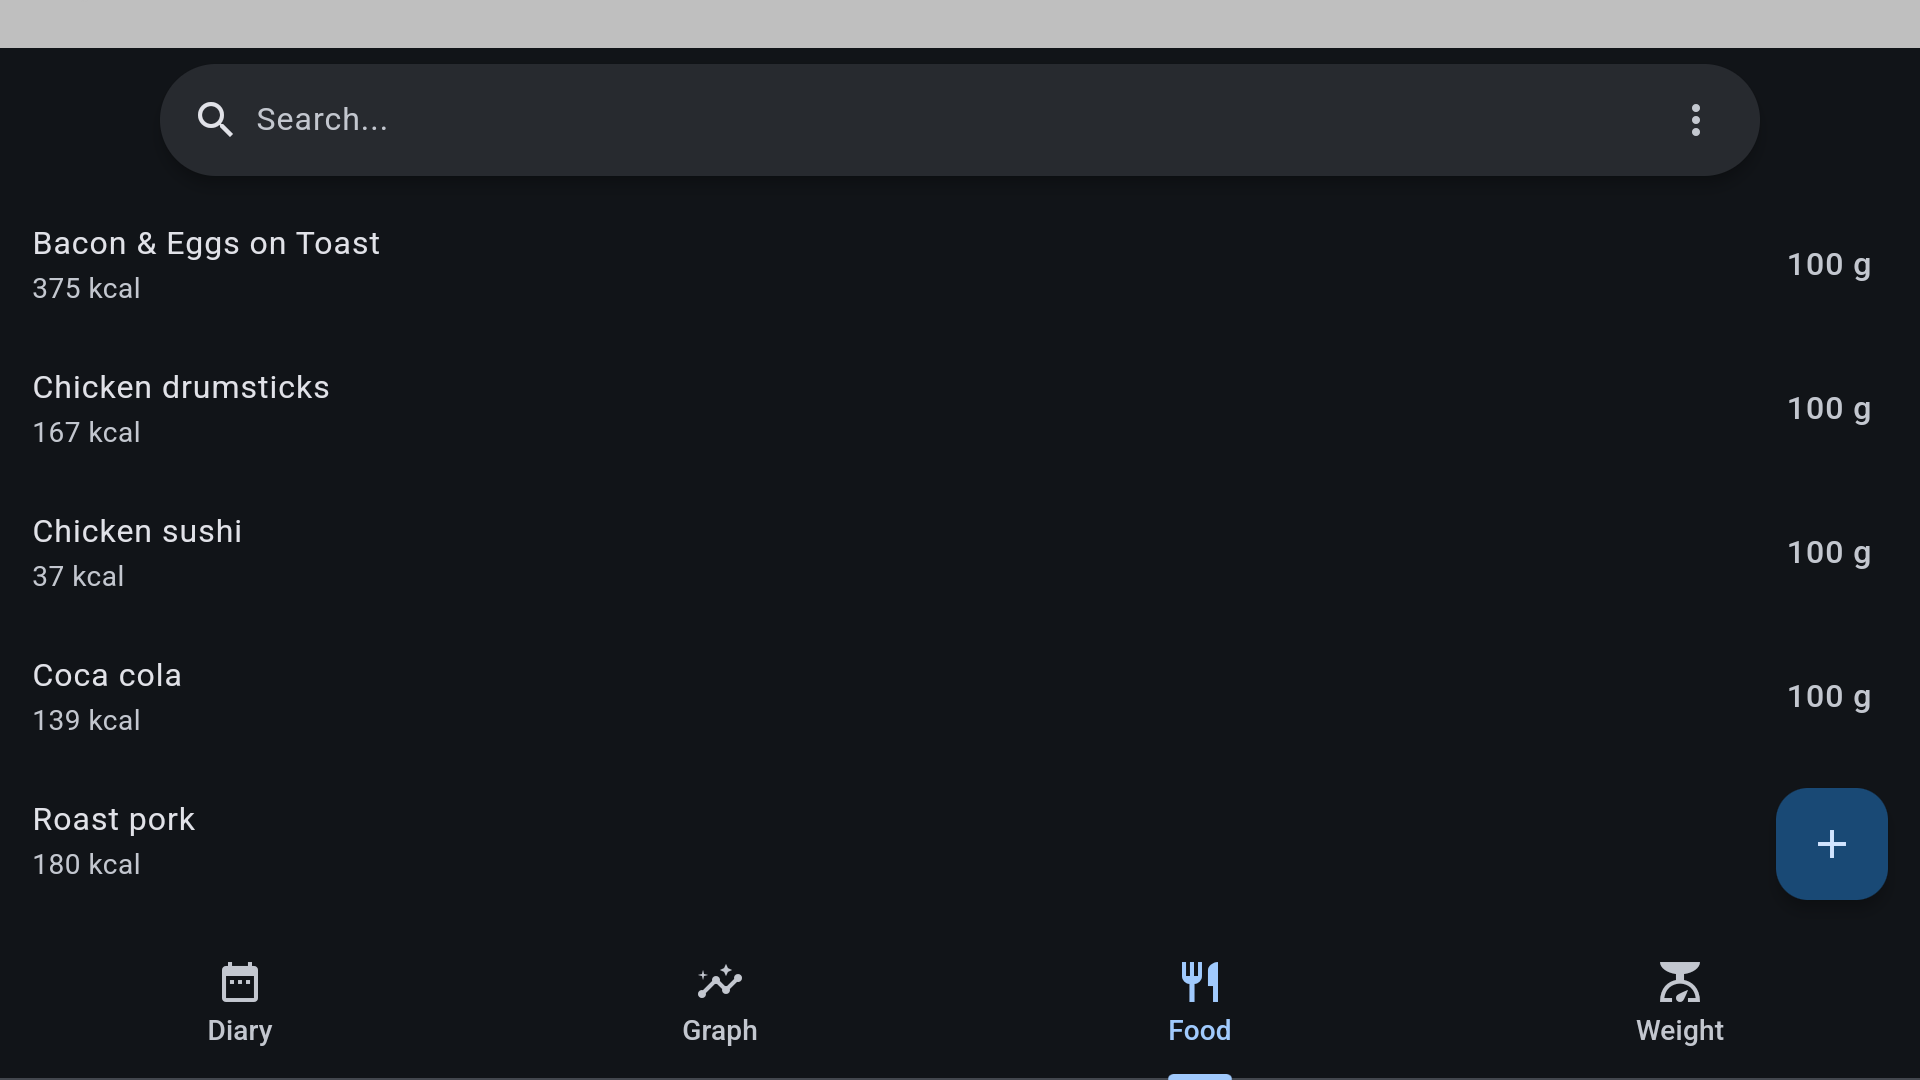 Search...
Bacon & Eggs on Toast
375 kcal
100 g
Chicken drumsticks
167 kcal
100 g
Chicken sushi
37 kcal
100 g
Coca cola
139 kcal
100 g
Roast pork
180 kcal
Diary
Graph
Food
Weight